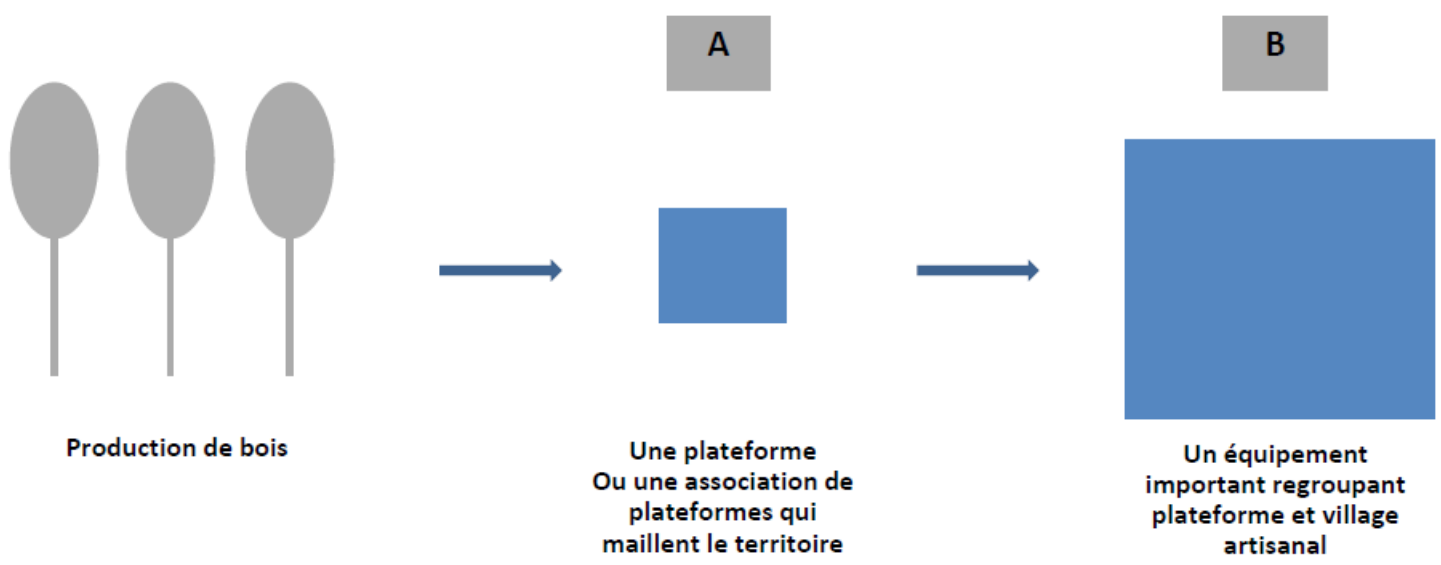 A
B
Production de bois
Une plateforme
Ou une association de
plateformes qui
maillent le territoire
Un équipement
important regroupant
plateforme et village
artisanal